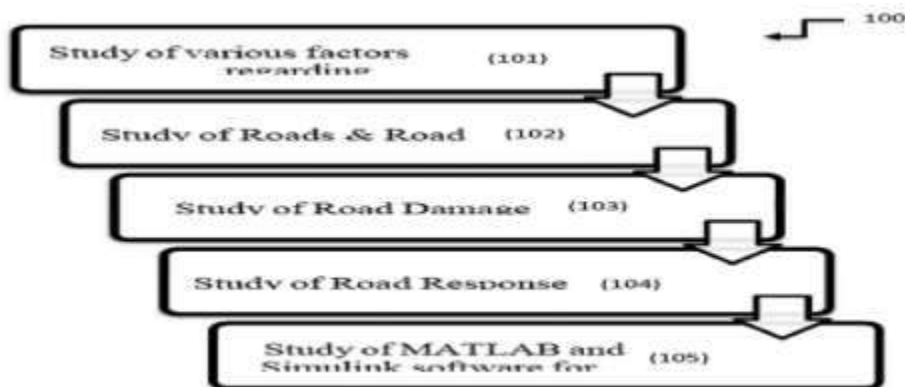 100
Study of various factors (101)
regarding
Study of Roads & Road (102)
Study of Road Damage (103)
Study of Road Response (104)
Study of MATLAB and (105)
Simulink software for